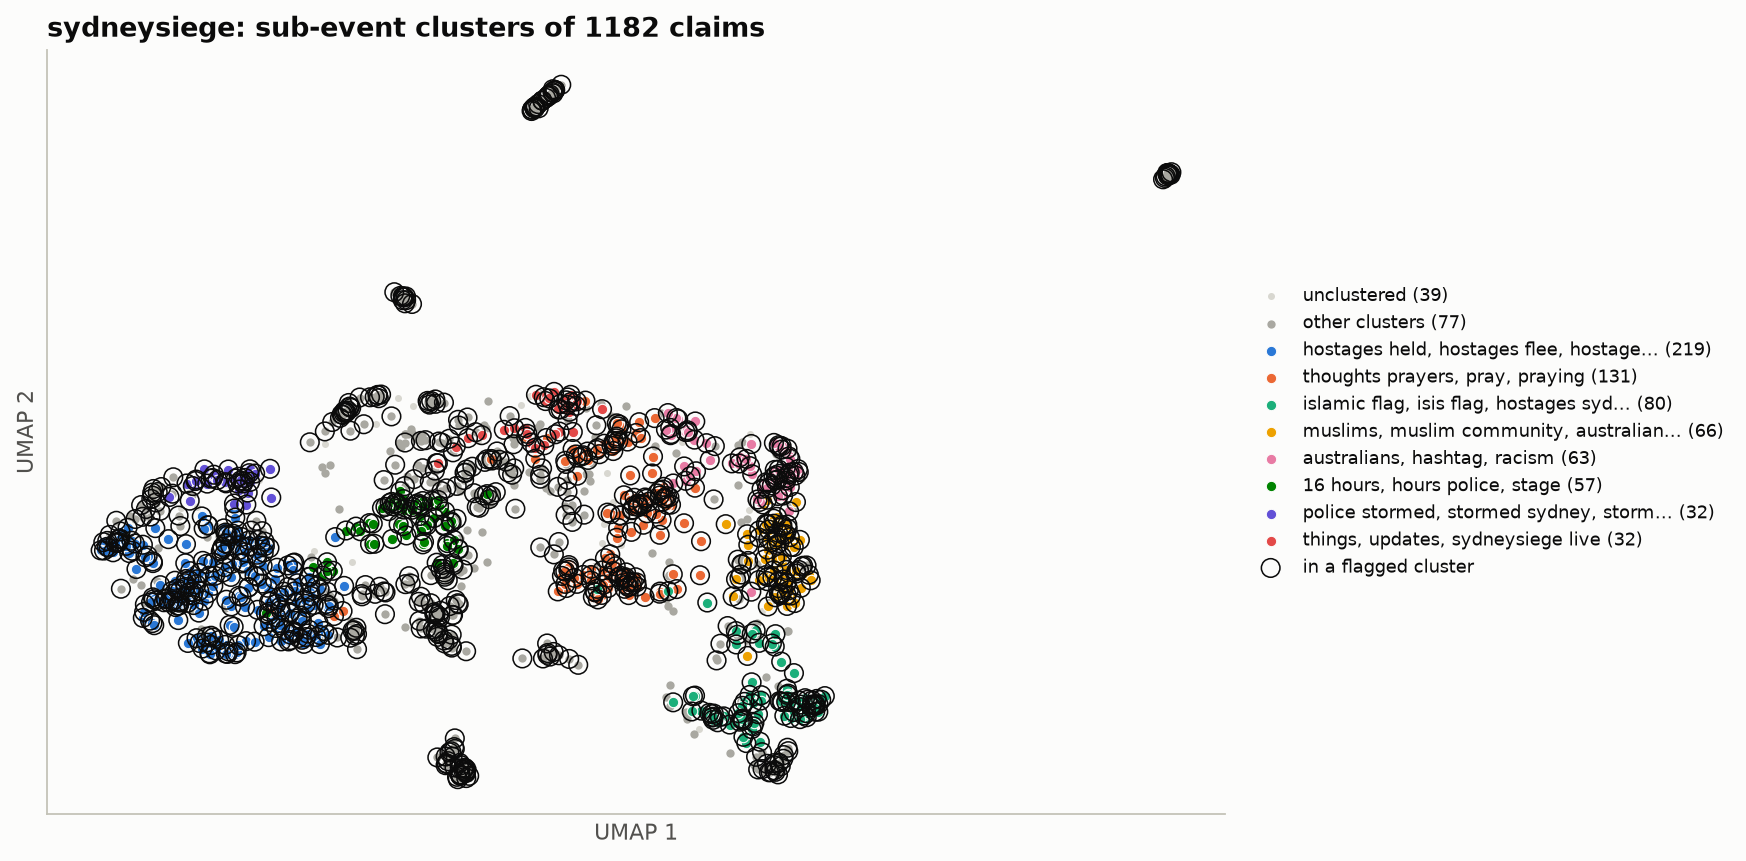 sydneysiege: sub-event clusters of 1182 claims
UMAP 2
UMAP 1
unclustered (39)
other clusters (77)
hostages held, hostages flee, hostage… (219)
thoughts prayers, pray, praying (131)
islamic flag, isis flag, hostages syd… (80)
muslims, muslim community, australian… (66)
australians, hashtag, racism (63)
16 hours, hours police, stage (57)
police stormed, stormed sydney, storm… (32)
things, updates, sydneysiege live (32)
in a flagged cluster